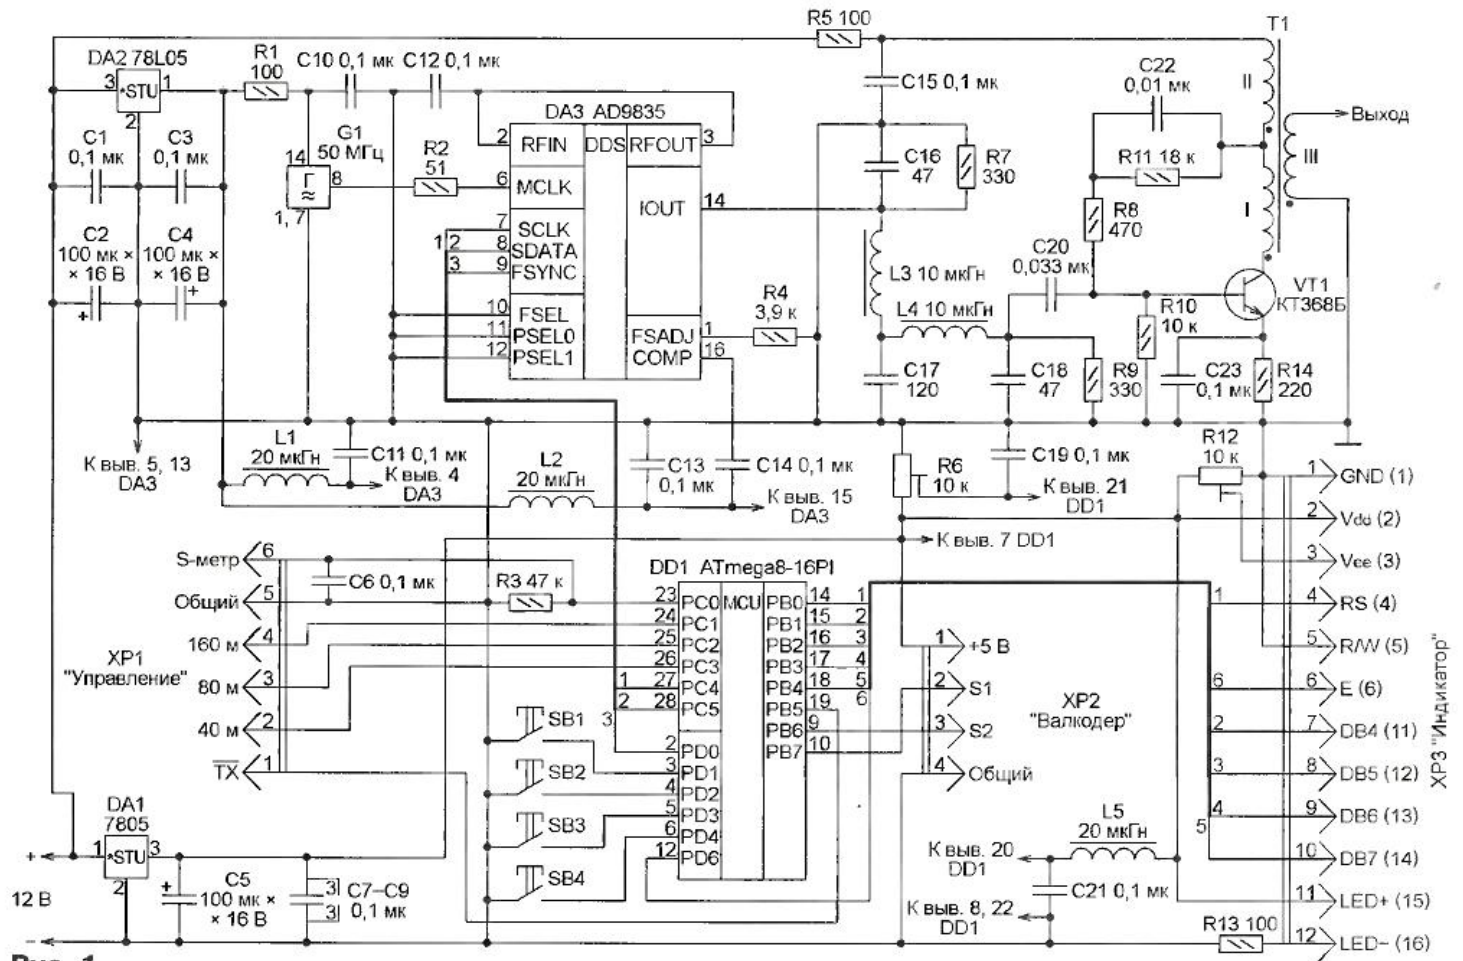 R5 100
T1
DA2 78L05
R1
100
C10 0,1 мк
C12 0,1 мк
C15 0,1 мк
C22
0,01 мк
II
Выход
3
*STU
1
2
DA3 AD9835
C1
0,1 мк
C3
0,1 мк
G1
50 МГц
14
Г
≈
8
1, 7
R2
51
2
RFIN
DDS
RFOUT
3
6
MCLK
IOUT
14
C16
47
R7
330
R11 18 к
III
I
7
SCLK
1
2
8
SDATA
3
9
FSYNC
C2
100 мк ×
× 16 В
+
C4
100 мк ×
× 16 В
+
R8
470
C20
0,033 мк
L3 10 мкГн
L4 10 мкГн
VT1
КТ368Б
R10
10 к
10
FSEL
11
PSEL0
12
PSEL1
FSADJ
1
COMP
16
R4
3,9 к
C17
120
C18
47
R9
330
C23
0,1 мк
R14
220
К выв. 5, 13
DA3
L1
20 мкГн
C11 0,1 мк
К выв. 4
DA3
L2
20 мкГн
C13
0,1 мк
C14 0,1 мк
К выв. 15
DA3
R6
10 к
C19 0,1 мк
К выв. 21
DD1
R12
10 к
К выв. 7 DD1
1
GND (1)
2
Vdd (2)
3
Vee (3)
4
RS (4)
5
R/W (5)
6
E (6)
7
DB4 (11)
8
DB5 (12)
9
DB6 (13)
10
DB7 (14)
11
LED+ (15)
12
LED− (16)
XP3 "Индикатор"
1
6
2
3
4
5
S-метр
6
Общий
5
160 м
4
80 м
3
40 м
2
TX
1
XP1
"Управление"
C6 0,1 мк
R3 47 к
DD1 ATmega8-16PI
23
PC0
MCU
PB0
14
1
24
PC1
PB1
15
2
25
PC2
PB2
16
3
26
PC3
PB3
17
4
1
27
PC4
PB4
18
5
2
28
PC5
PB5
19
6
3
PB6
9
2
PD0
PB7
10
3
PD1
4
PD2
5
PD3
6
PD4
12
PD6
SB1
SB2
SB3
SB4
1
+5 В
2
S1
3
S2
4
Общий
XP2
"Валкодер"
DA1
7805
+
1
*STU
3
2
12 В
−
+
C5
100 мк ×
× 16 В
3
3
C7–C9
0,1 мк
L5
20 мкГн
К выв. 20
DD1
C21 0,1 мк
К выв. 8, 22
DD1
R13 100